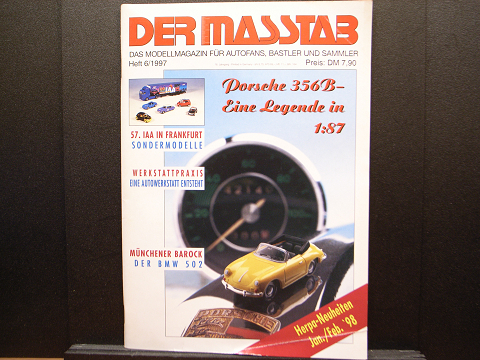 DER MASSTAB
DAS MODELLMAGAZIN FÜR AUTOFANS, BASTLER UND SAMMLER
Heft 6/1997
Preis: DM 7,90
Porsche 356B–
Eine Legende in
1:87
IAA
57. IAA IN FRANKFURT
SONDERMODELLE
WERKSTATTPRAXIS
EINE AUTOWERKSTATT ENTSTEHT
MÜNCHENER BAROCK
DER BMW 502
Herpa-Neuheiten
Jan./Feb. '98